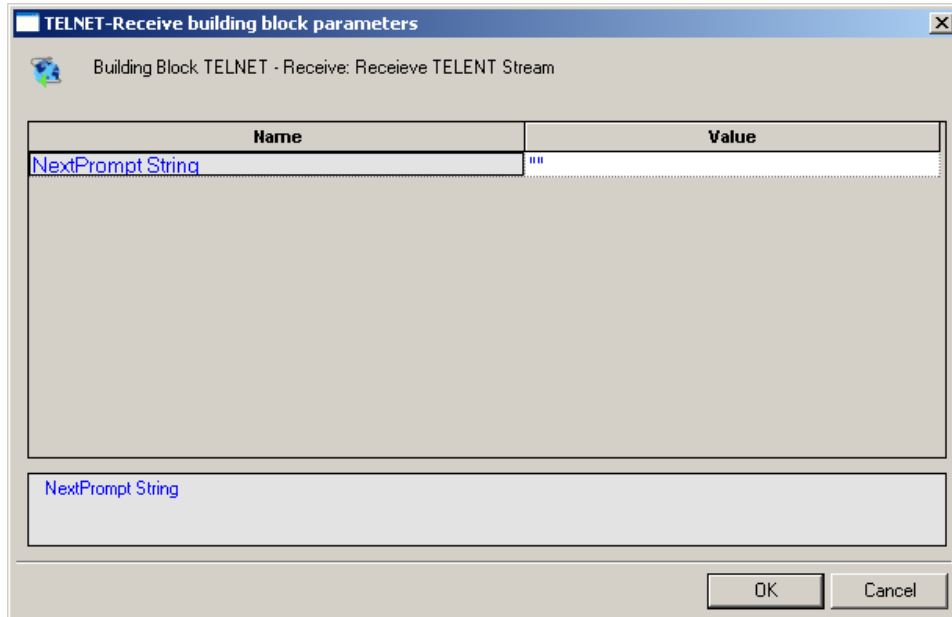 TELNET-Receive building block parameters
Building Block TELNET - Receive: Receieve TELENT Stream
Name Value
NextPrompt String ""
NextPrompt String
OK Cancel